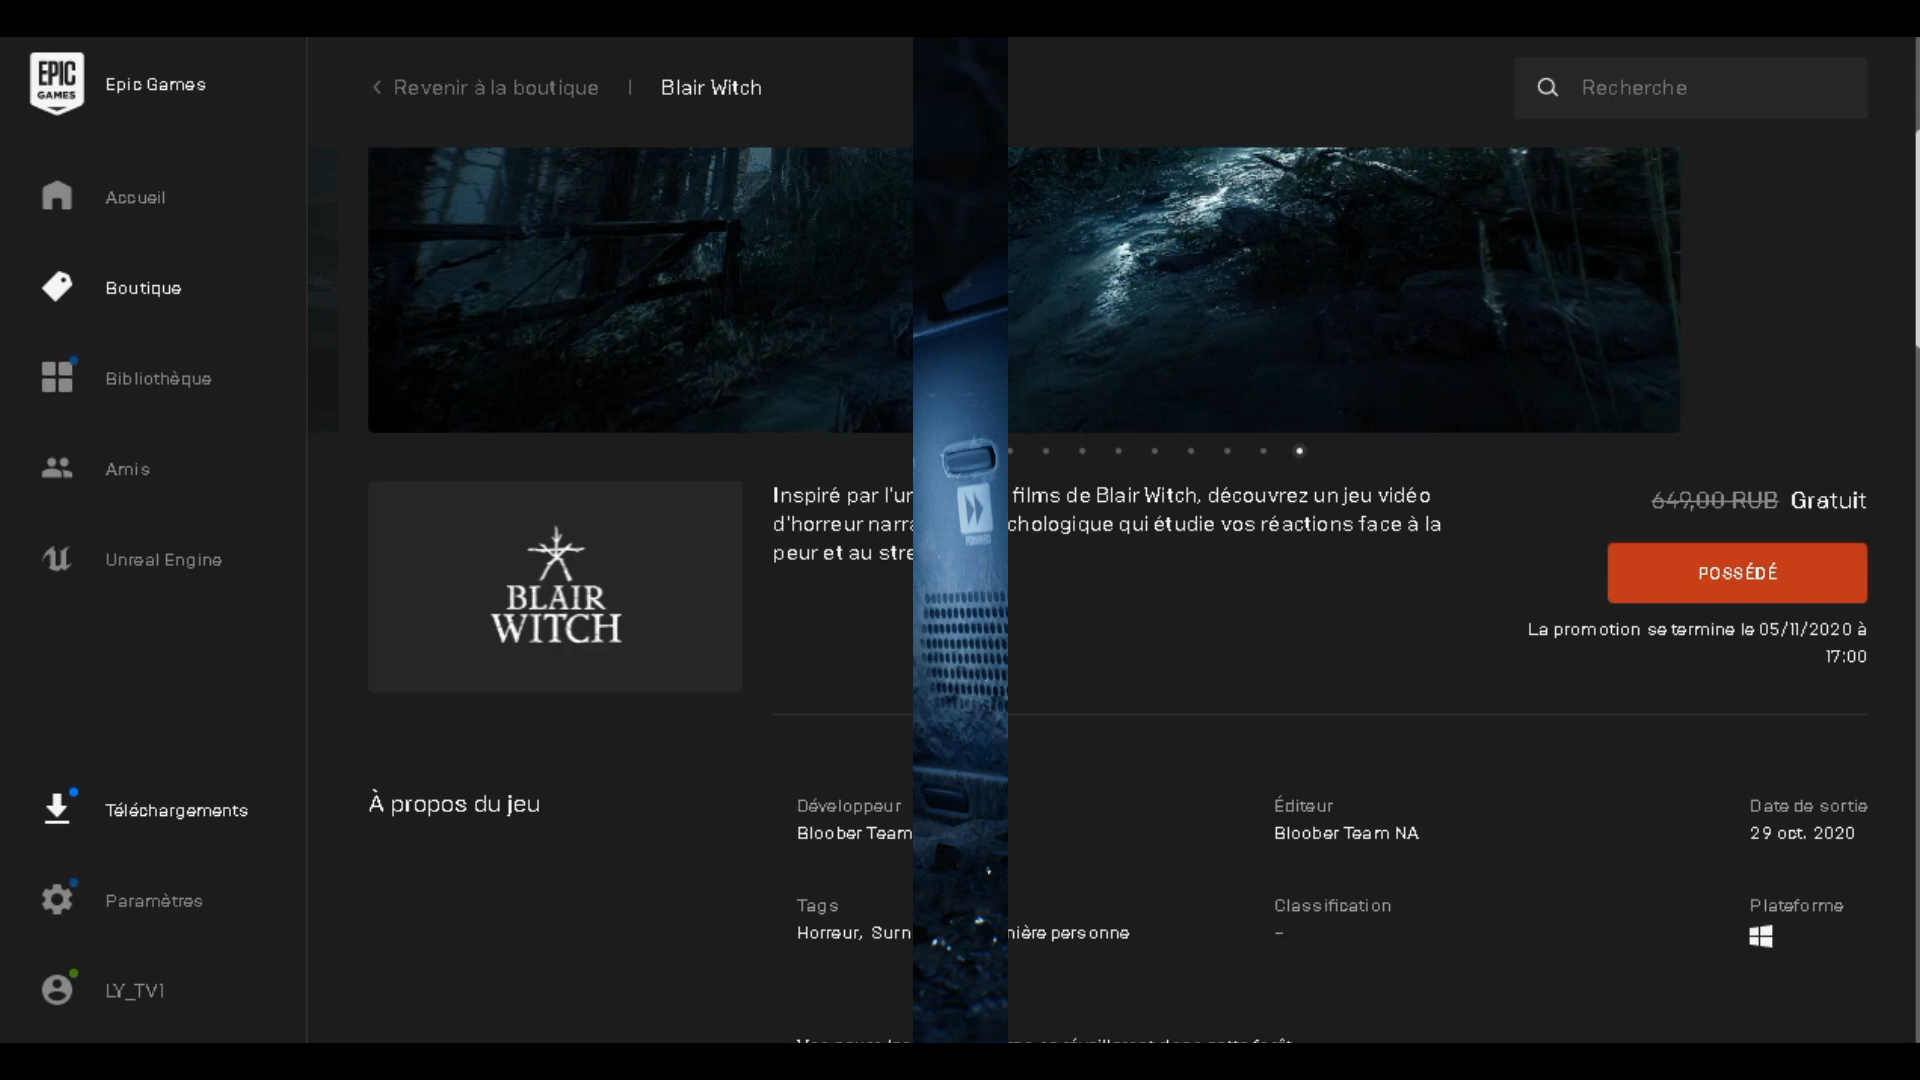 EPIC GAMES
Epic Games
Revenir à la boutique | Blair Witch
Recherche
Accueil
Boutique
Bibliothèque
Amis
Unreal Engine
Téléchargements
Paramètres
LY_TV1
BLAIR
WITCH
Inspiré par l'ur films de Blair Witch, découvrez un jeu vidéo
d'horreur narra chologique qui étudie vos réactions face à la
peur et au stre
649,00 RUB Gratuit
POSSÉDÉ
La promotion se termine le 05/11/2020 à
17:00
À propos du jeu
Développeur
Bloober Team
Éditeur
Bloober Team NA
Date de sortie
29 oct. 2020
Tags
Horreur, Surn nière personne
Classification
–
Plateforme